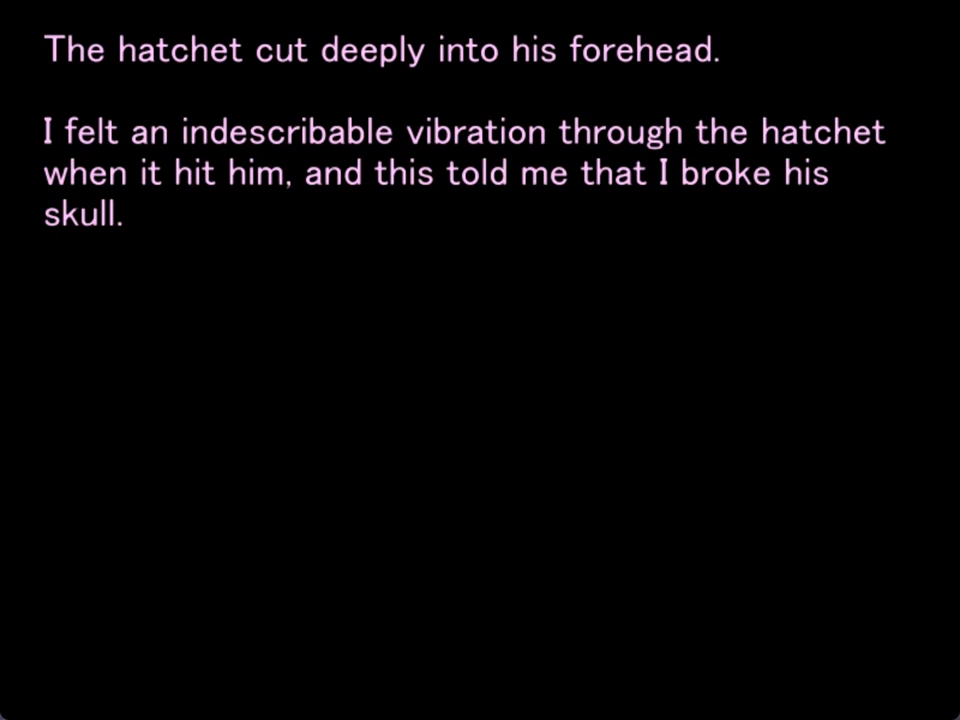 The hatchet cut deeply into his forehead.
I felt an indescribable vibration through the hatchet
when it hit him, and this told me that I broke his
skull.